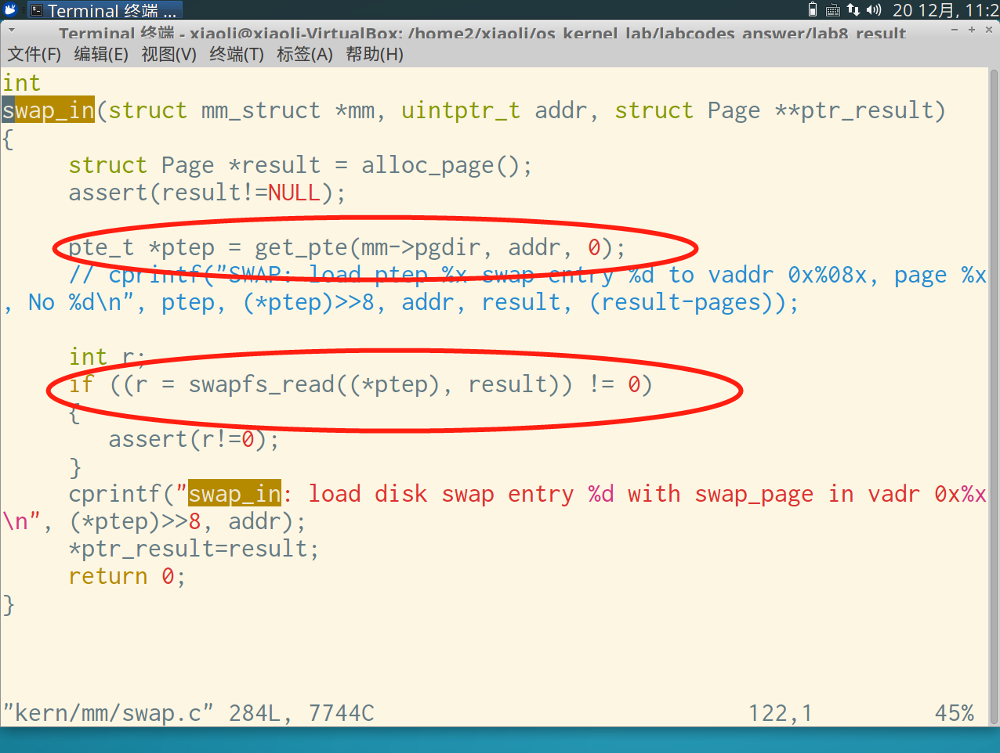 Terminal 终端 ...
20 12月, 11:2
Terminal 终端 - xiaoli@xiaoli-VirtualBox: /home2/xiaoli/os_kernel_lab/labcodes_answer/lab8_result
文件(F) 编辑(E) 视图(V) 终端(T) 标签(A) 帮助(H)
int
swap_in(struct mm_struct *mm, uintptr_t addr, struct Page **ptr_result)
{
struct Page *result = alloc_page();
assert(result!=NULL);
pte_t *ptep = get_pte(mm->pgdir, addr, 0);
// cprintf("SWAP: load ptep %x swap entry %d to vaddr 0x%08x, page %x
, No %d\n", ptep, (*ptep)>>8, addr, result, (result-pages));
int r;
if ((r = swapfs_read((*ptep), result)) != 0)
{
assert(r!=0);
}
cprintf("swap_in: load disk swap entry %d with swap_page in vadr 0x%x
\n", (*ptep)>>8, addr);
*ptr_result=result;
return 0;
}
"kern/mm/swap.c" 284L, 7744C 122,1 45%